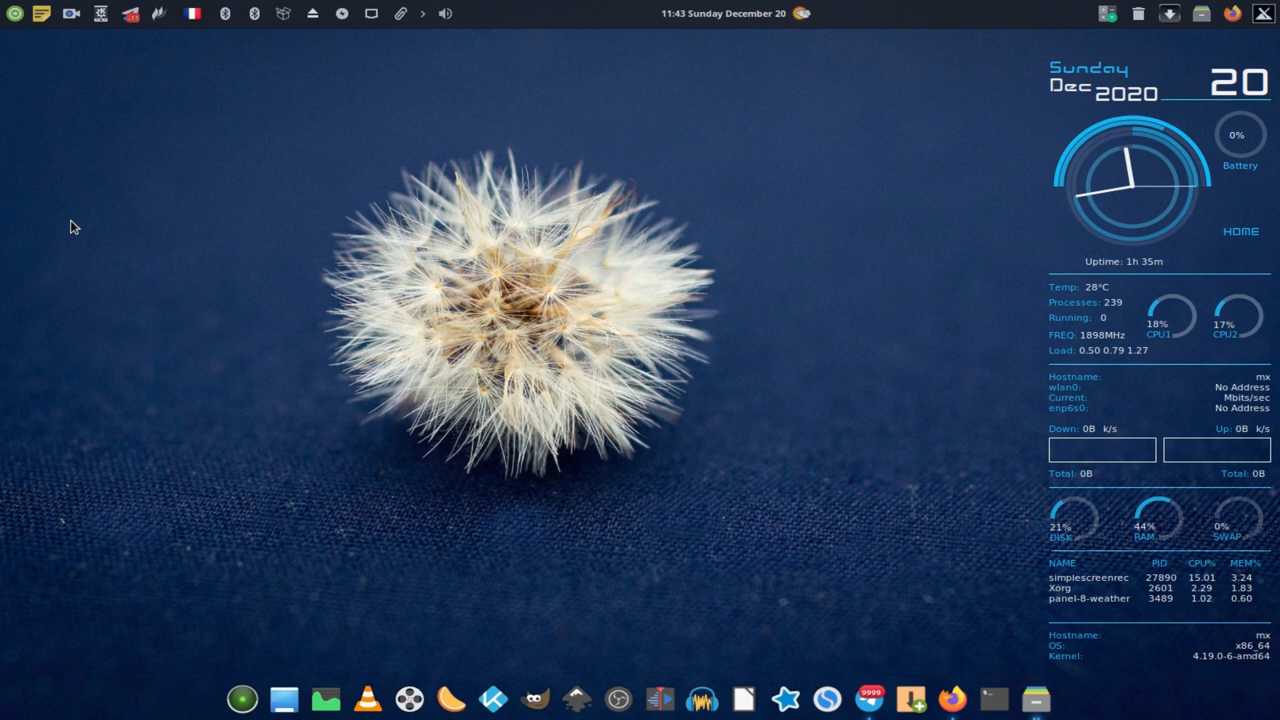 11:43 Sunday December 20
Sunday
Dec 2020
20
0%
Battery
HOME
Uptime: 1h 35m
Temp: 28°C
Processes: 239
Running: 0
FREQ: 1898MHz
Load: 0.50 0.79 1.27
18%
CPU1
17%
CPU2
Hostname: mx
wlan0: No Address
Current: Mbits/sec
enp6s0: No Address
Down: 0B k/s Up: 0B k/s
Total: 0B Total: 0B
21% 44% 0%
DISK RAM SWAP
NAME PID CPU% MEM%
simplescreenrec 27890 15.01 3.24
Xorg 2601 2.29 1.83
panel-8-weather 3489 1.02 0.60
Hostname: mx
OS: x86_64
Kernel: 4.19.0-6-amd64
9999